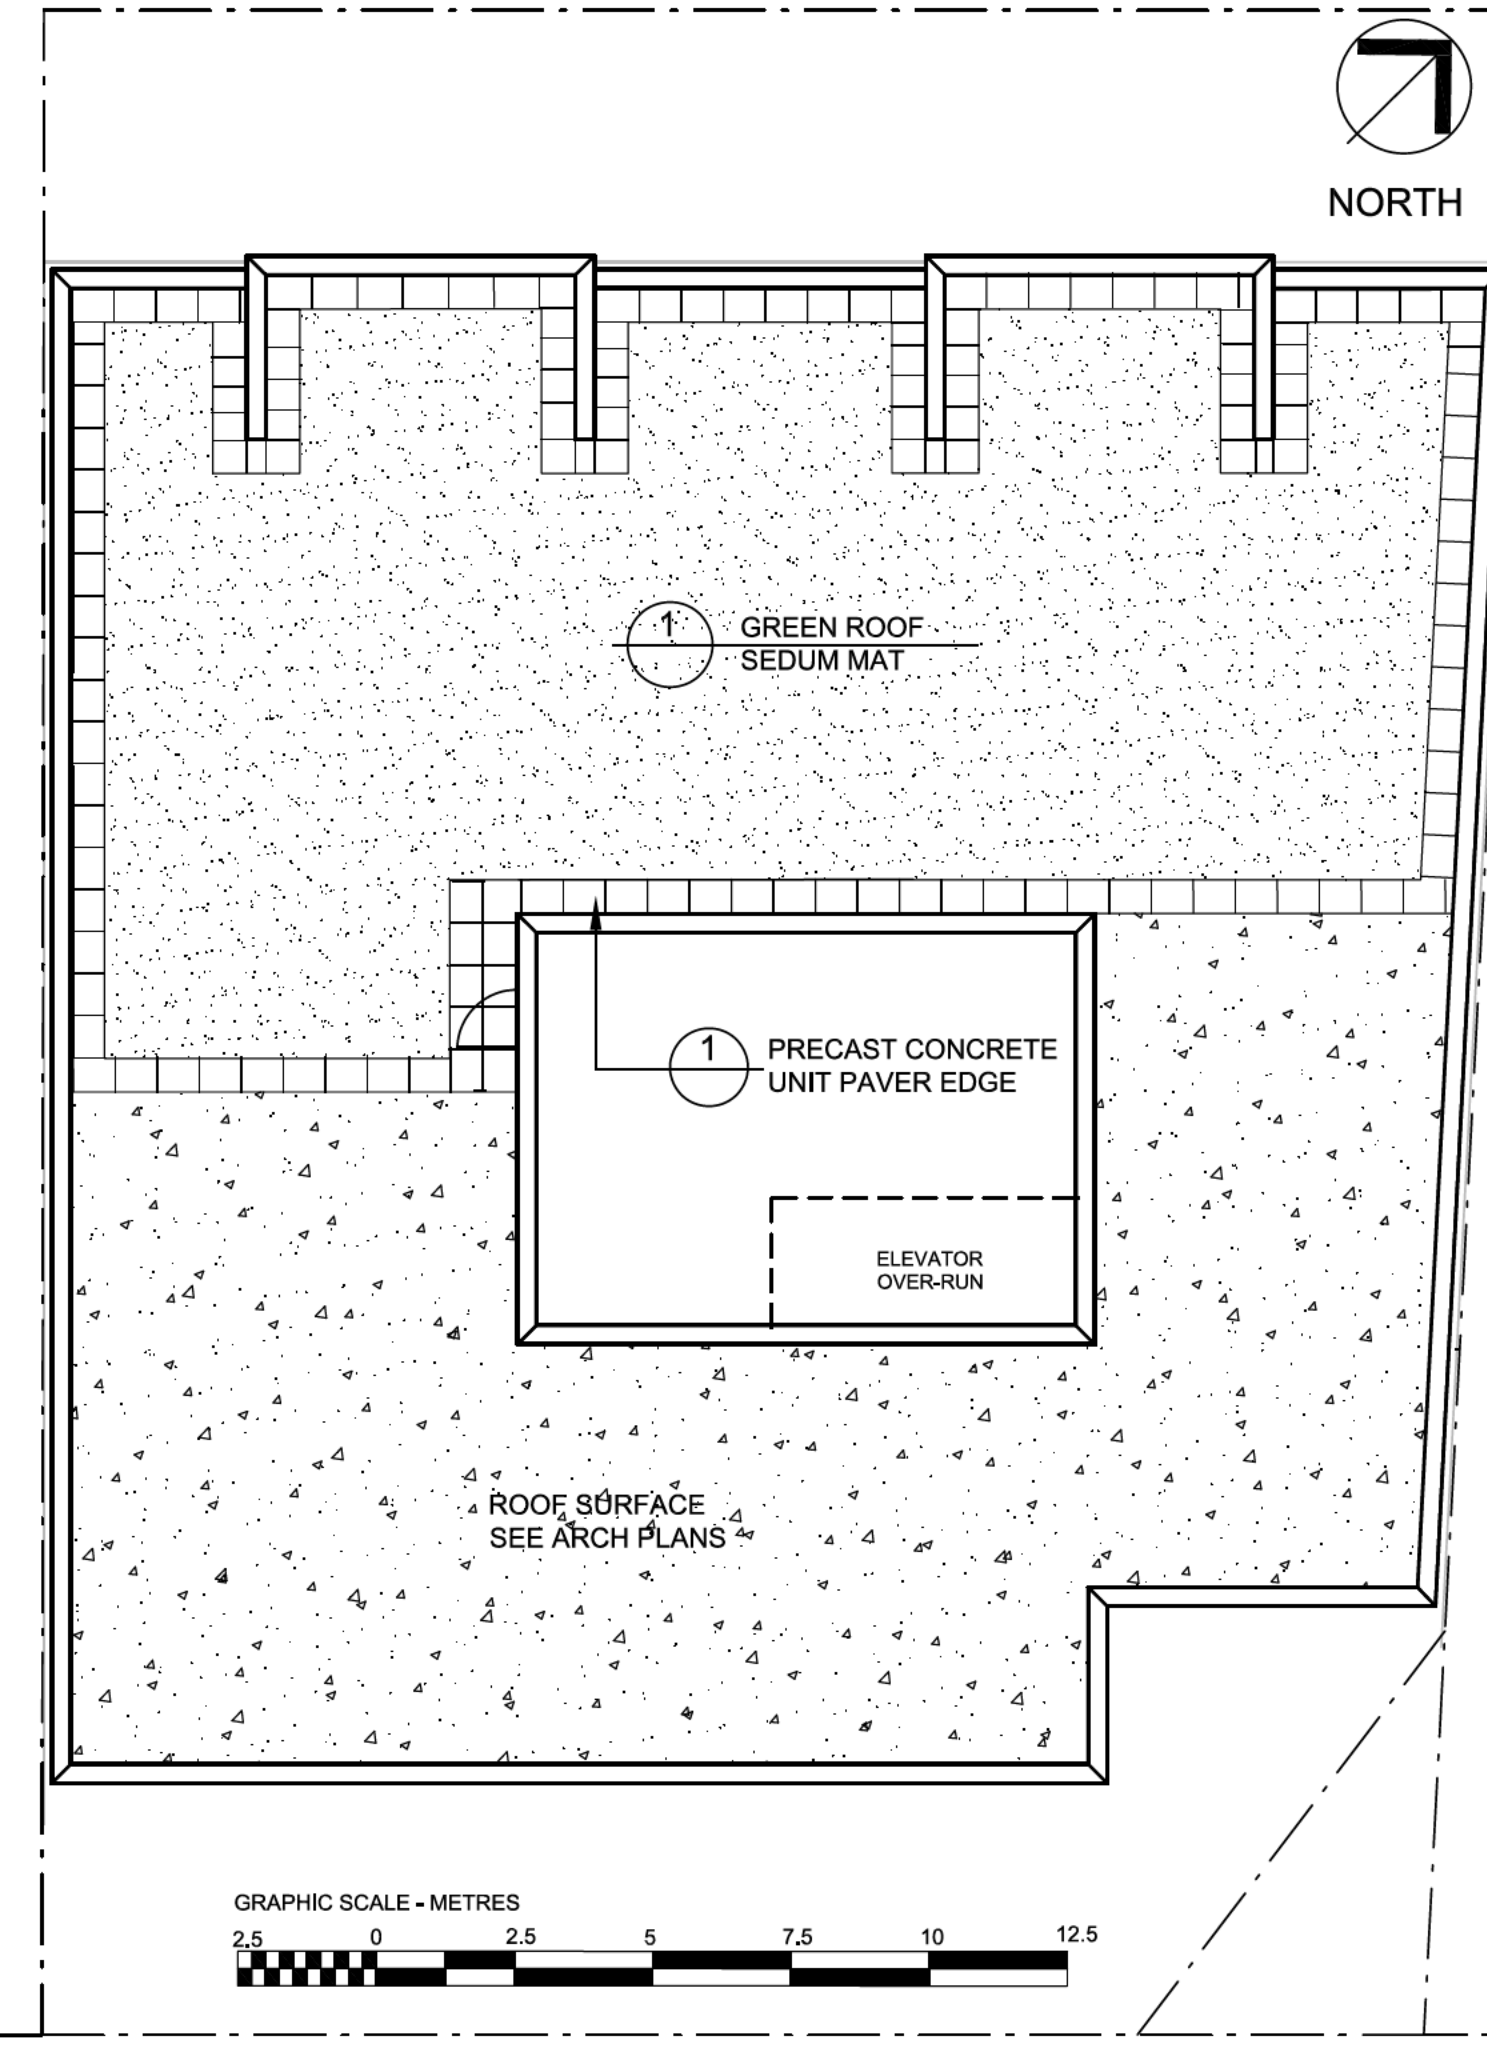 NORTH
1
GREEN ROOF
SEDUM MAT
1
PRECAST CONCRETE
UNIT PAVER EDGE
ELEVATOR
OVER-RUN
ROOF SURFACE
SEE ARCH PLANS
GRAPHIC SCALE - METRES
2.5 0 2.5 5 7.5 10 12.5